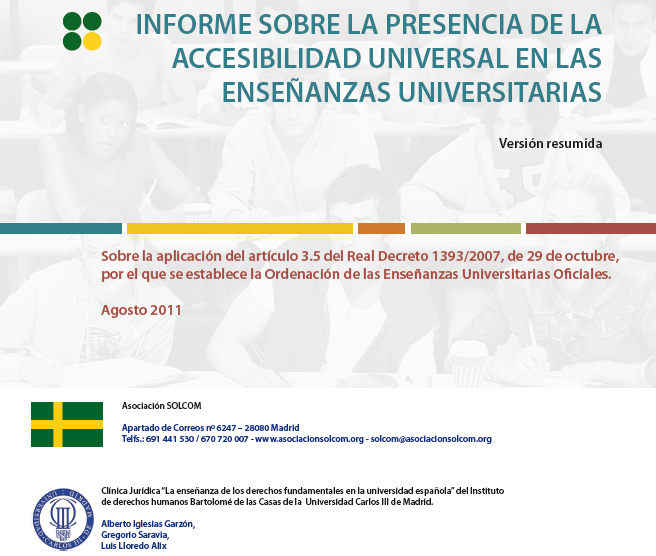 INFORME SOBRE LA PRESENCIA DE LA
ACCESIBILIDAD UNIVERSAL EN LAS
ENSEÑANZAS UNIVERSITARIAS
Versión resumida
Sobre la aplicación del artículo 3.5 del Real Decreto 1393/2007, de 29 de octubre,
por el que se establece la Ordenación de las Enseñanzas Universitarias Oficiales.
Agosto 2011
Asociación SOLCOM
Apartado de Correos nº 6247 – 28080 Madrid
Telfs.: 691 441 530 / 670 720 007 - www.asociacionsolcom.org - solcom@asociacionsolcom.org
Clínica Jurídica “La enseñanza de los derechos fundamentales en la universidad española” del Instituto
de derechos humanos Bartolomé de las Casas de la Universidad Carlos III de Madrid.
Alberto Iglesias Garzón,
Gregorio Saravia,
Luis Lloredo Alix